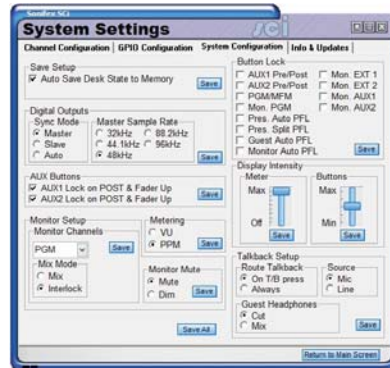 Sonifex SCi
System Settings
sci
Channel Configuration GPIO Configuration System Configuration Info & Updates
Save Setup
Auto Save Desk State to Memory
Save
Digital Outputs
Sync Mode
Master
Slave
Auto
Master Sample Rate
32kHz 88.2kHz
44.1kHz 96kHz
48kHz
Save
AUX Buttons
AUX1 Lock on POST & Fader Up
AUX2 Lock on POST & Fader Up
Save
Monitor Setup
Monitor Channels
PGM
Save
Mix Mode
Mix
Interlock
Metering
VU
PPM
Save
Monitor Mute
Mute
Dim
Save
Save All
Button Lock
AUX1 Pre/Post Mon. EXT 1
AUX2 Pre/Post Mon. EXT 2
PGM/MFM Mon. AUX1
Mon. PGM Mon. AUX2
Pres. Auto PFL
Pres. Split PFL
Guest Auto PFL
Monitor Auto PFL
Save
Display Intensity
Meter
Max
Off
Save
Buttons
Max
Min
Save
Talkback Setup
Route Talkback
On T/B press
Always
Source
Mic
Line
Guest Headphones
Cut
Mix
Save
Return to Main Screen